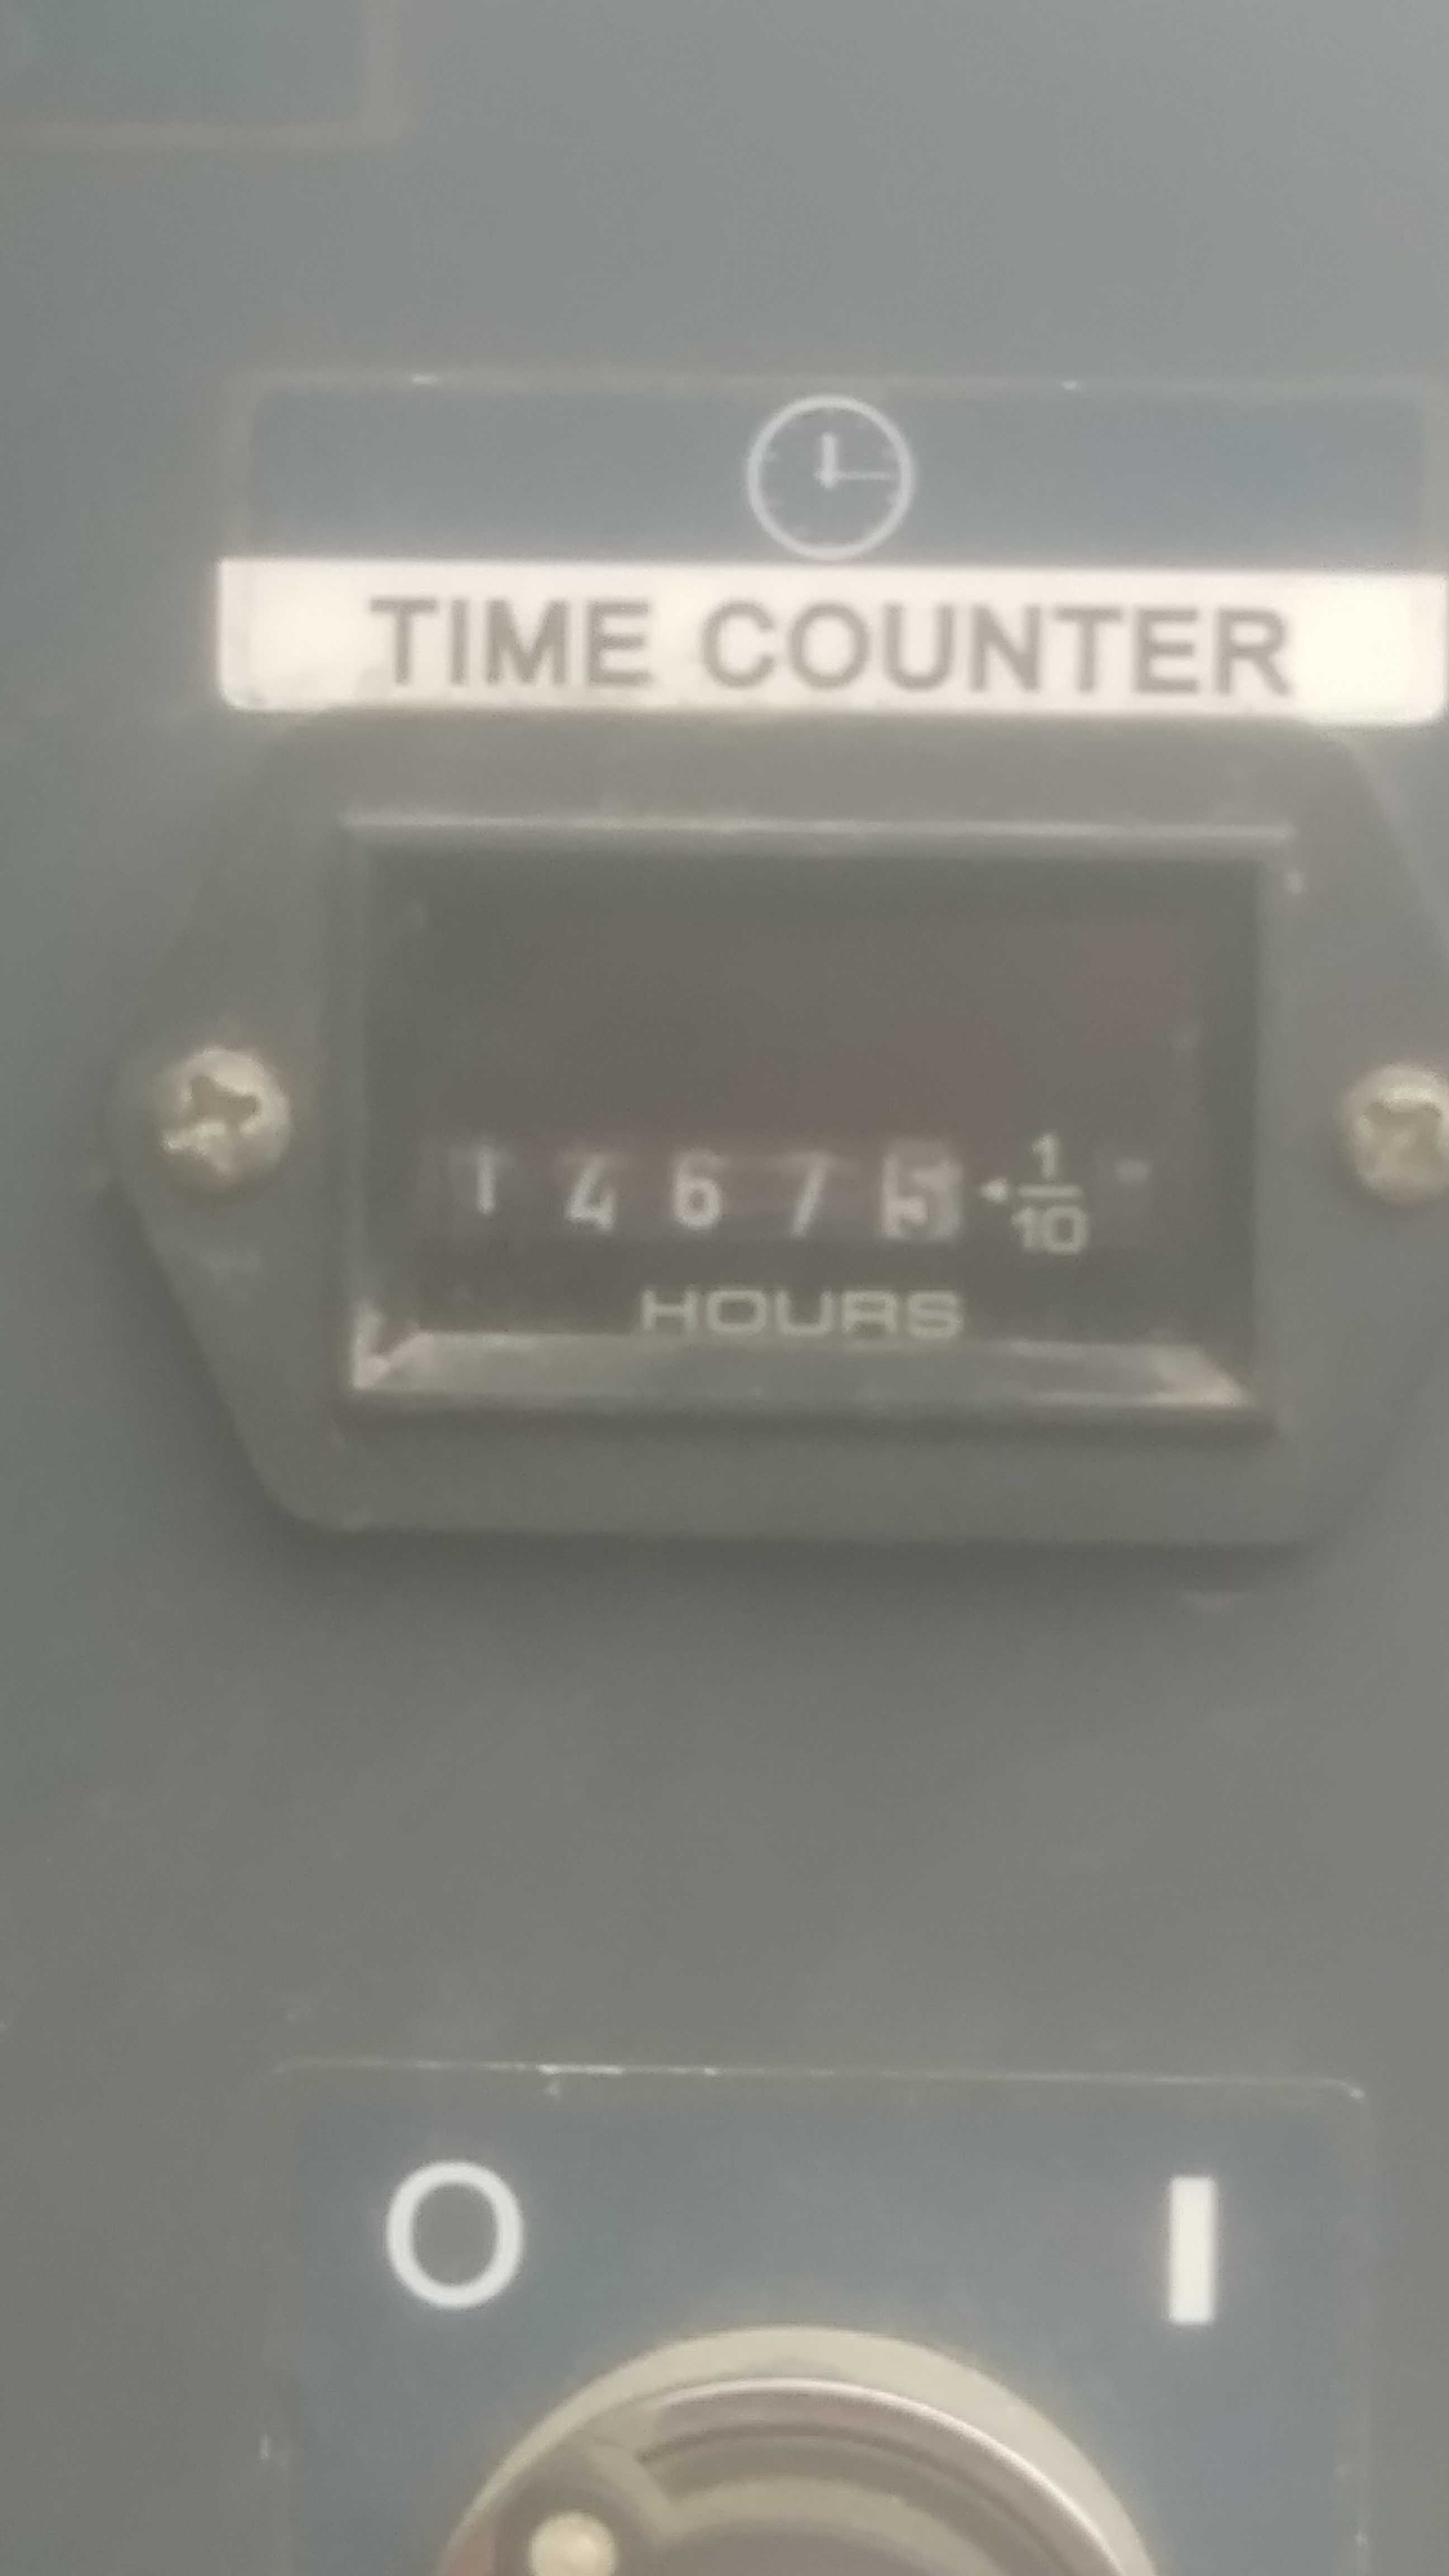 TIME COUNTER
1 4 6 7 5 1/10
HOURS
O I